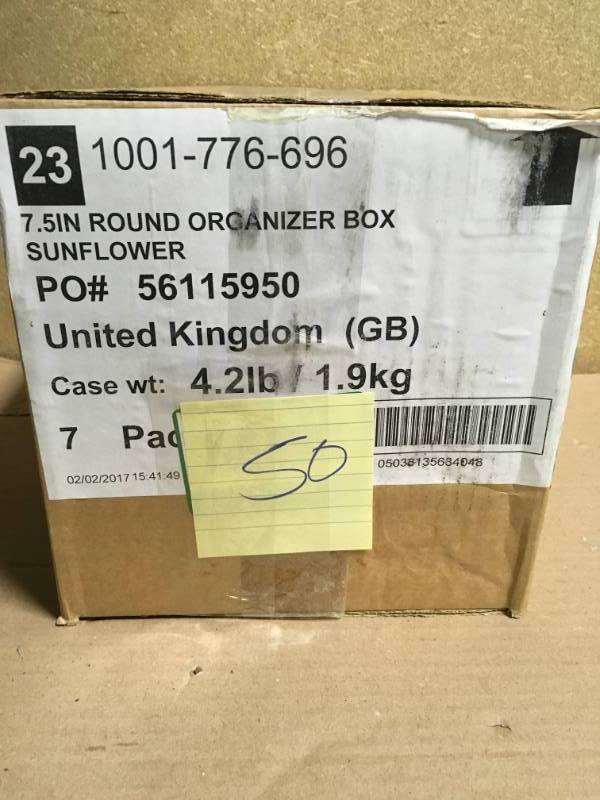 23 1001-776-696
7.5IN ROUND ORGANIZER BOX
SUNFLOWER
PO# 56115950
United Kingdom (GB)
Case wt: 4.2lb / 1.9kg
7
50
02/02/2017 15:41:49
05038135634048